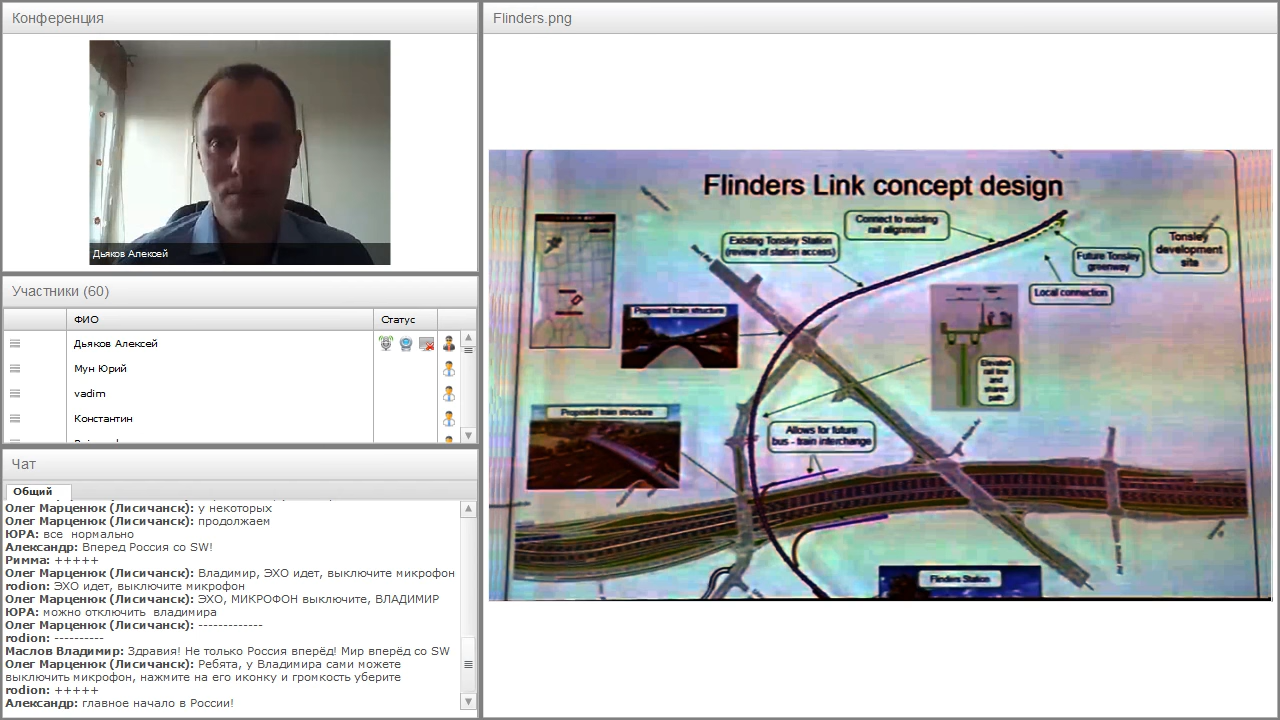 Конференция
Дьяков Алексей
Участники (60)
ФИО
Статус
Дьяков Алексей
Мун Юрий
vadim
Константин
Чат
Общий
Олег Марценюк (Лисичанск): у некоторых
Олег Марценюк (Лисичанск): продолжаем
ЮРА: все нормально
Александр: Вперед Россия со SW!
Римма: +++++
Олег Марценюк (Лисичанск): Владимир, ЭХО идет, выключите микрофон
rodion: ЭХО идет, выключите микрофон
Олег Марценюк (Лисичанск): ЭХО, МИКРОФОН выключите, ВЛАДИМИР
ЮРА: можно отключить владимира
Олег Марценюк (Лисичанск): -------------
rodion: ----------
Маслов Владимир: Здравия! Не только Россия вперёд! Мир вперёд со SW
Олег Марценюк (Лисичанск): Ребята, у Владимира сами можете
выключить микрофон, нажмите на его иконку и громкость уберите
rodion: +++++
Александр: главное начало в России!
Flinders.png
Flinders Link concept design
Connect to existing
rail alignment
Existing Tonsley Station
(review of station access)
Future Tonsley
greenway
Tonsley
development
site
Local connection
Proposed train structure
Elevated
rail line
and
shared
path
Proposed train structure
Allows for future
bus - train interchange
Flinders Station